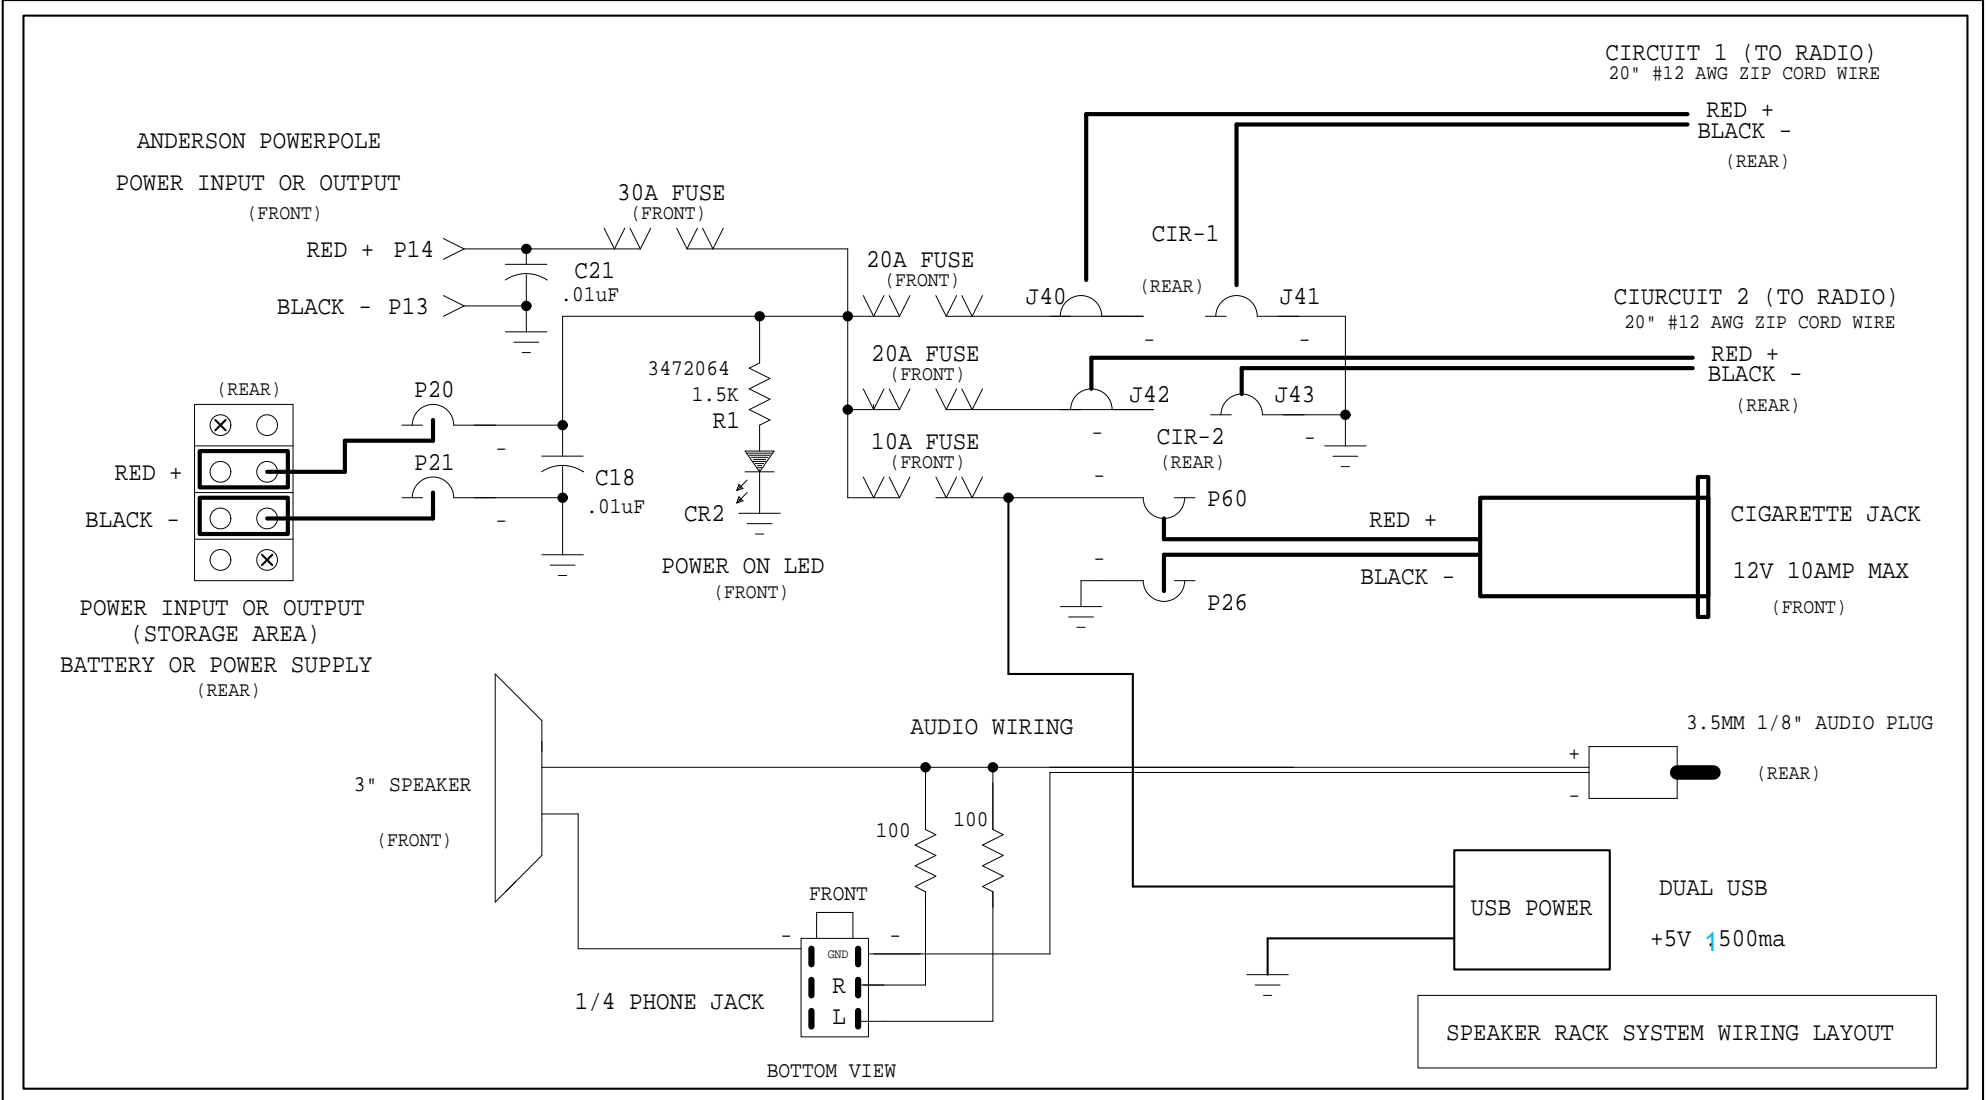 CIRCUIT 1 (TO RADIO)
20" #12 AWG ZIP CORD WIRE
RED +
BLACK -
(REAR)
ANDERSON POWERPOLE
POWER INPUT OR OUTPUT
(FRONT)
RED + P14
BLACK - P13
C21
.01uF
30A FUSE
(FRONT)
20A FUSE
(FRONT)
J40
-
CIR-1
(REAR)
J41
-
CIURCUIT 2 (TO RADIO)
20" #12 AWG ZIP CORD WIRE
RED +
BLACK -
(REAR)
20A FUSE
(FRONT)
J42
-
CIR-2
(REAR)
J43
-
3472064
1.5K
R1
CR2
POWER ON LED
(FRONT)
(REAR)
P20
-
P21
-
RED +
BLACK -
C18
.01uF
POWER INPUT OR OUTPUT
(STORAGE AREA)
BATTERY OR POWER SUPPLY
(REAR)
10A FUSE
(FRONT)
-
P60
-
P26
RED +
BLACK -
CIGARETTE JACK
12V 10AMP MAX
(FRONT)
AUDIO WIRING
3" SPEAKER
(FRONT)
100
100
3.5MM 1/8" AUDIO PLUG
+
-
(REAR)
FRONT
-
-
GND
R
L
1/4 PHONE JACK
BOTTOM VIEW
USB POWER
DUAL USB
+5V 1500ma
SPEAKER RACK SYSTEM WIRING LAYOUT